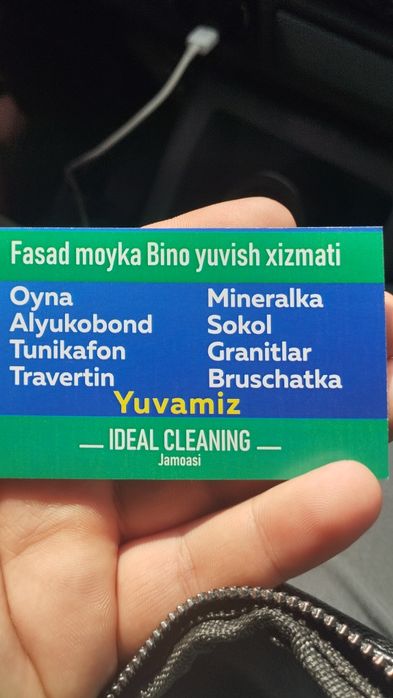 Fasad moyka Bino yuvish xizmati
Oyna
Alyukobond
Tunikafon
Travertin
Mineralka
Sokol
Granitlar
Bruschatka
Yuvamiz
IDEAL CLEANING
Jamoasi